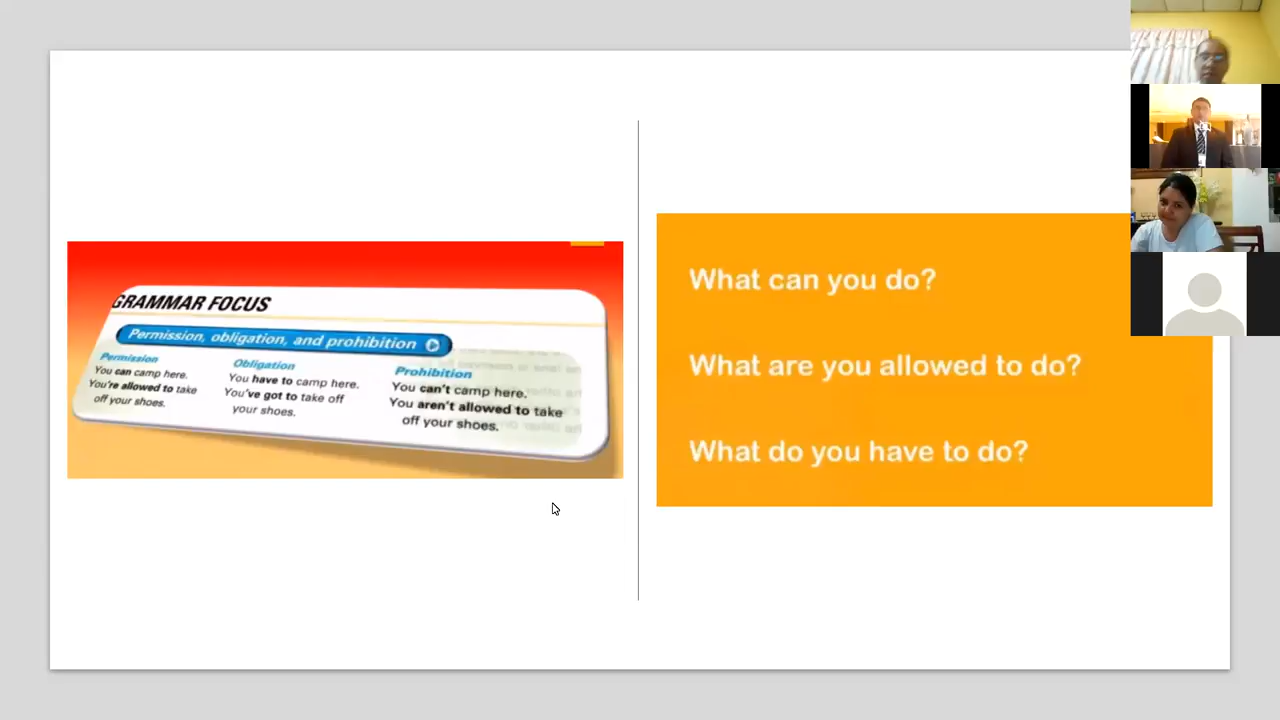 GRAMMAR FOCUS
Permission, obligation, and prohibition
Permission
You can camp here.
You're allowed to take
off your shoes.
Obligation
You have to camp here.
You've got to take off
your shoes.
Prohibition
You can't camp here.
You aren't allowed to take
off your shoes.
What can you do?
What are you allowed to do?
What do you have to do?